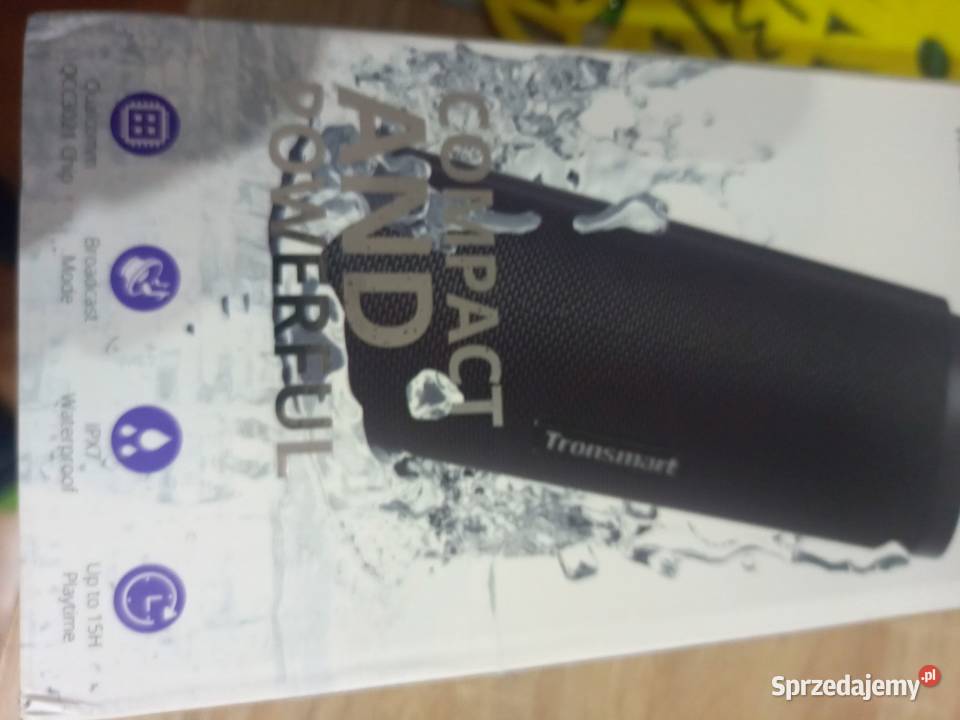 COMPACT
AND
POWERFUL
Tronsmart
Qualcomm
QCC3021 Chip
Broadcast
Mode
IPX7
Waterproof
Up to 15H
Playtime
Sprzedajemy.pl